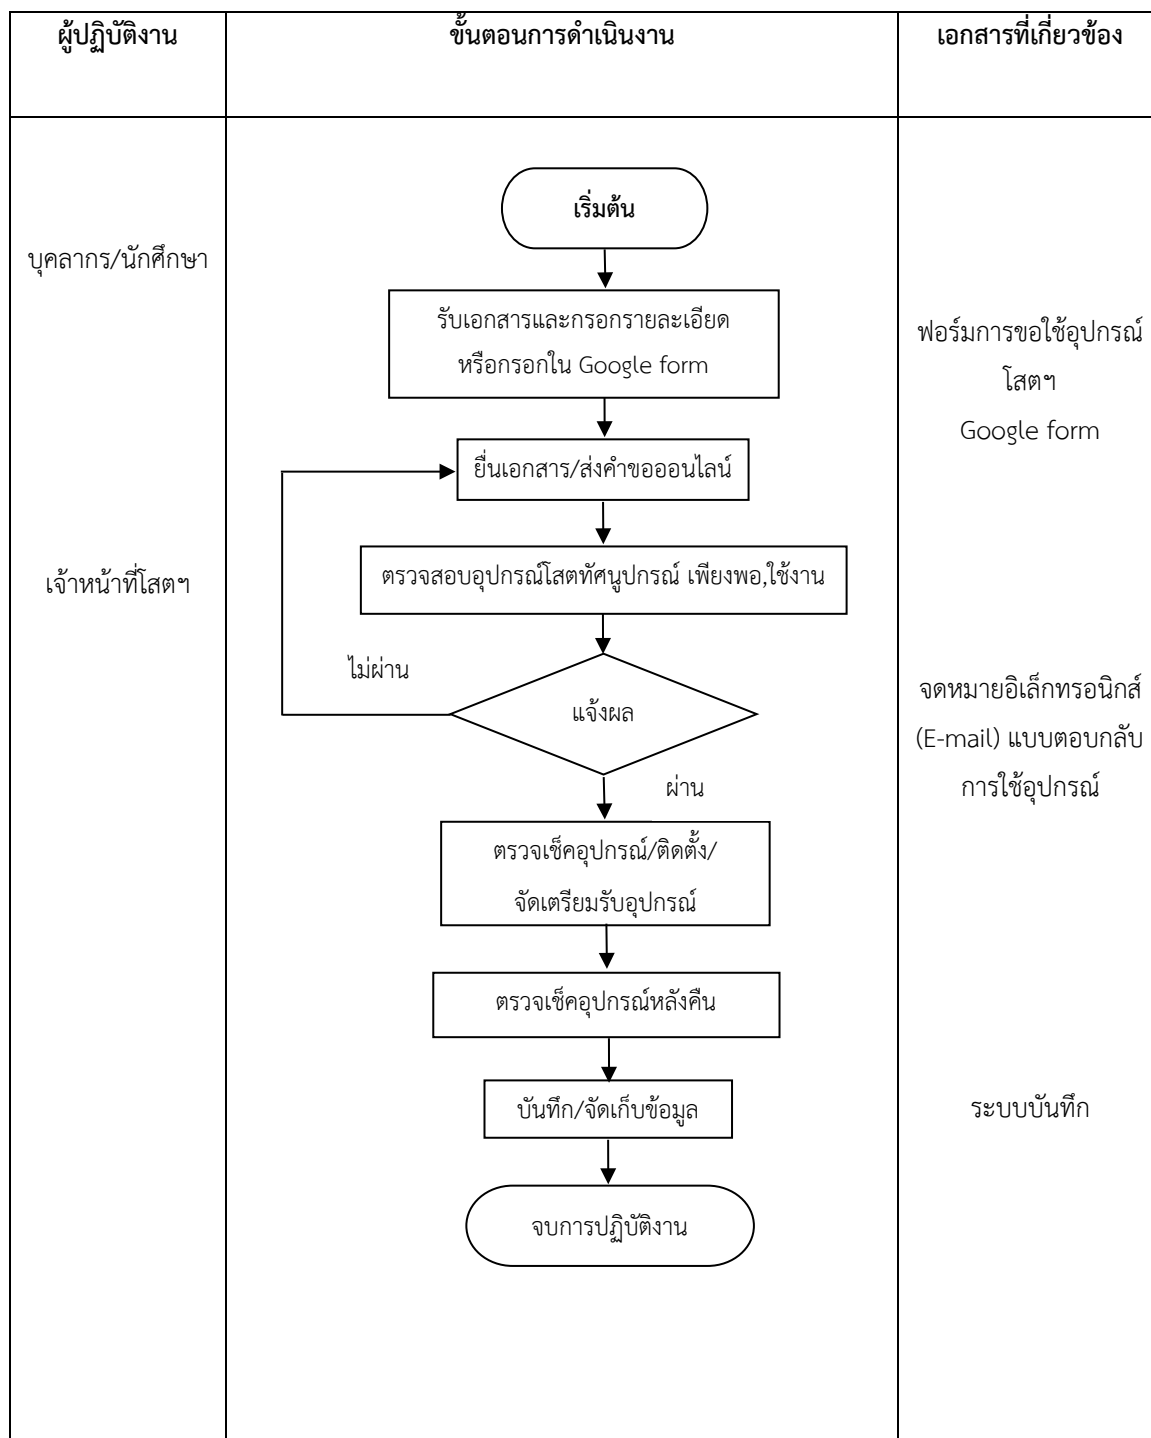 ผู้ปฏิบัติงาน
ขั้นตอนการดำเนินงาน
เอกสารที่เกี่ยวข้อง
เริ่มต้น
บุคลากร/นักศึกษา
รับเอกสารและกรอกรายละเอียด
หรือกรอกใน Google form
ฟอร์มการขอใช้อุปกรณ์
โสตฯ
Google form
ยื่นเอกสาร/ส่งคำขอออนไลน์
เจ้าหน้าที่โสตฯ
ตรวจสอบอุปกรณ์โสตทัศนูปกรณ์ เพียงพอ,ใช้งาน
ไม่ผ่าน
แจ้งผล
จดหมายอิเล็กทรอนิกส์
(E-mail) แบบตอบกลับ
การใช้อุปกรณ์
ผ่าน
ตรวจเช็คอุปกรณ์/ติดตั้ง/
จัดเตรียมรับอุปกรณ์
ตรวจเช็คอุปกรณ์หลังคืน
บันทึก/จัดเก็บข้อมูล
ระบบบันทึก
จบการปฏิบัติงาน